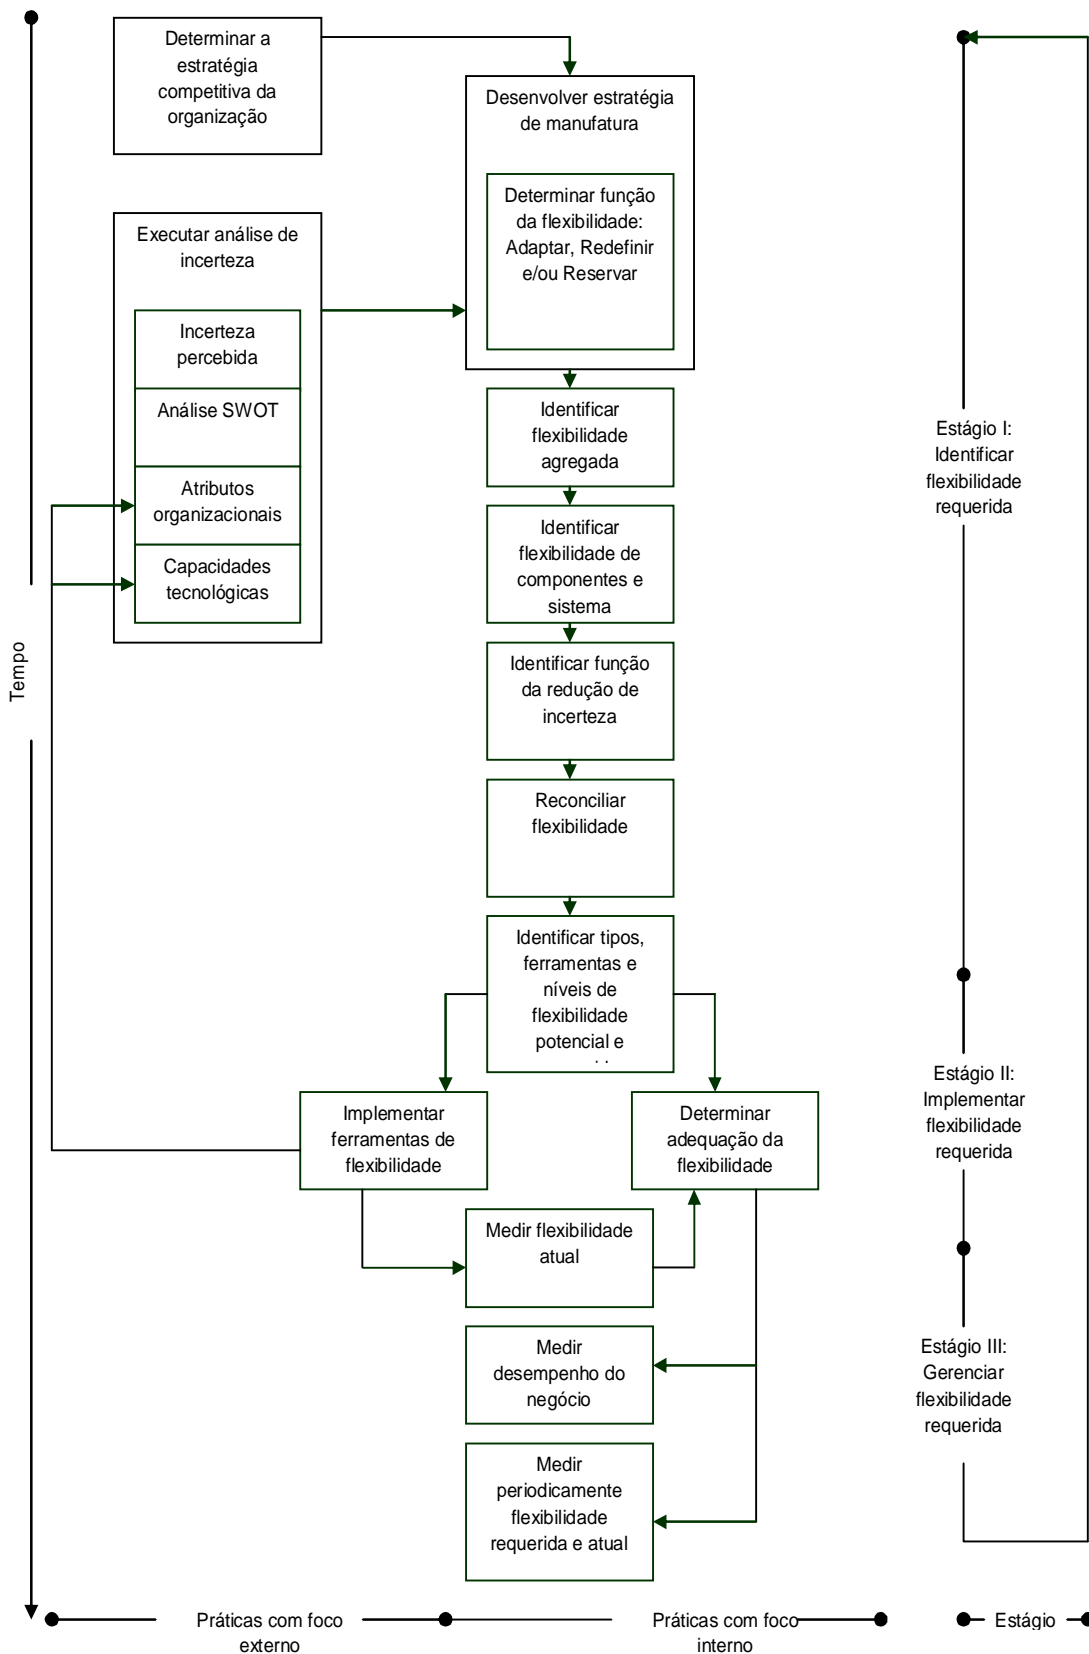 Determinar a
estratégia
competitiva da
organização
Desenvolver estratégia
de manufatura
Determinar função
da flexibilidade:
Adaptar, Redefinir
e/ou Reservar
Executar análise de
incerteza
Incerteza
percebida
Análise SWOT
Atributos
organizacionais
Capacidades
tecnológicas
Identificar
flexibilidade
agregada
Identificar
flexibilidade de
componentes e
sistema
Identificar função
da redução de
incerteza
Reconciliar
flexibilidade
Identificar tipos,
ferramentas e
níveis de
flexibilidade
potencial e
Implementar
ferramentas de
flexibilidade
Determinar
adequação da
flexibilidade
Medir flexibilidade
atual
Medir
desempenho do
negócio
Medir
periodicamente
flexibilidade
requerida e atual
Tempo
Estágio I:
Identificar
flexibilidade
requerida
Estágio II:
Implementar
flexibilidade
requerida
Estágio III:
Gerenciar
flexibilidade
requerida
Práticas com foco
externo
Práticas com foco
interno
Estágio